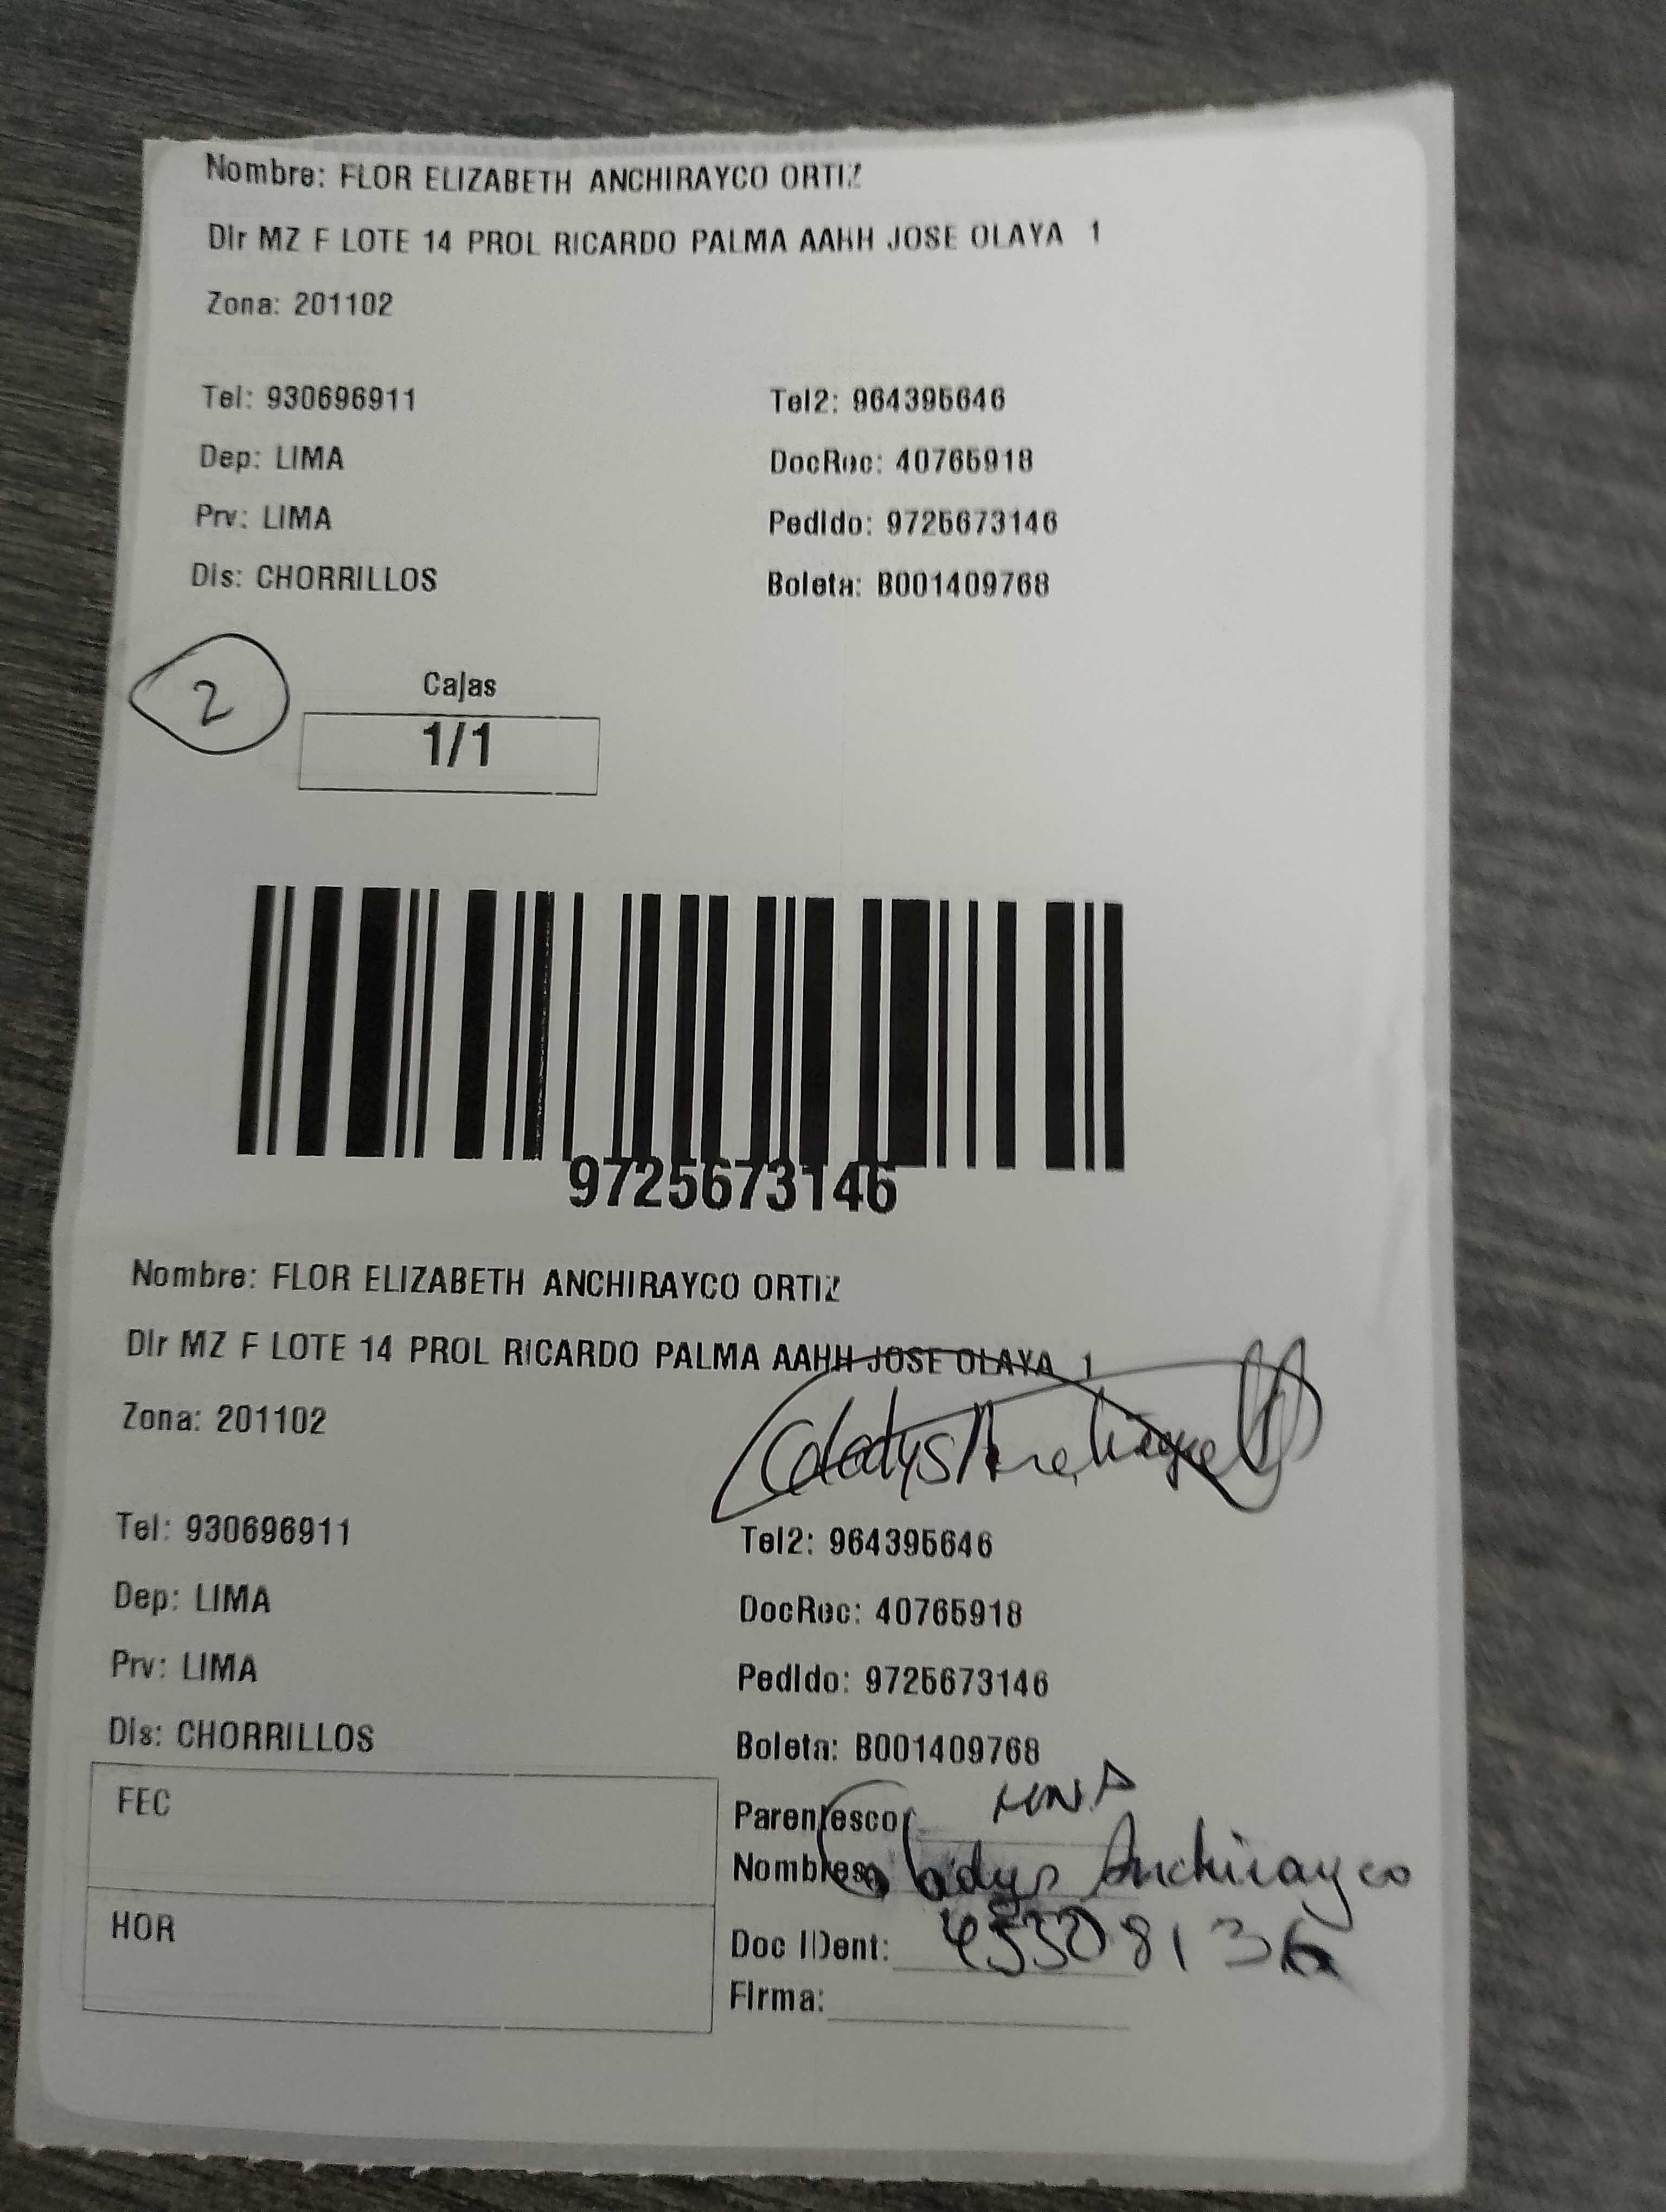 Nombre: FLOR ELIZABETH ANCHIRAYCO ORTIZ
Dir MZ F LOTE 14 PROL RICARDO PALMA AAHH JOSE OLAYA 1
Zona: 201102
Tel: 930696911 Tel2: 964395646
Dep: LIMA DocRec: 40765918
Prv: LIMA Pedido: 9725673146
Dis: CHORRILLOS Boleta: B001409768
2
Cajas
1/1
9725673146
Nombre: FLOR ELIZABETH ANCHIRAYCO ORTIZ
Dir MZ F LOTE 14 PROL RICARDO PALMA AAHH JOSE OLAYA 1
Zona: 201102
Gladys Anchirayco
Tel: 930696911 Tel2: 964395646
Dep: LIMA DocRec: 40765918
Prv: LIMA Pedido: 9725673146
Dis: CHORRILLOS Boleta: B001409768
FEC
Parentesco:
Nombres: Gladys Anchirayco
HOR
Doc IDent: 45508136
Firma: